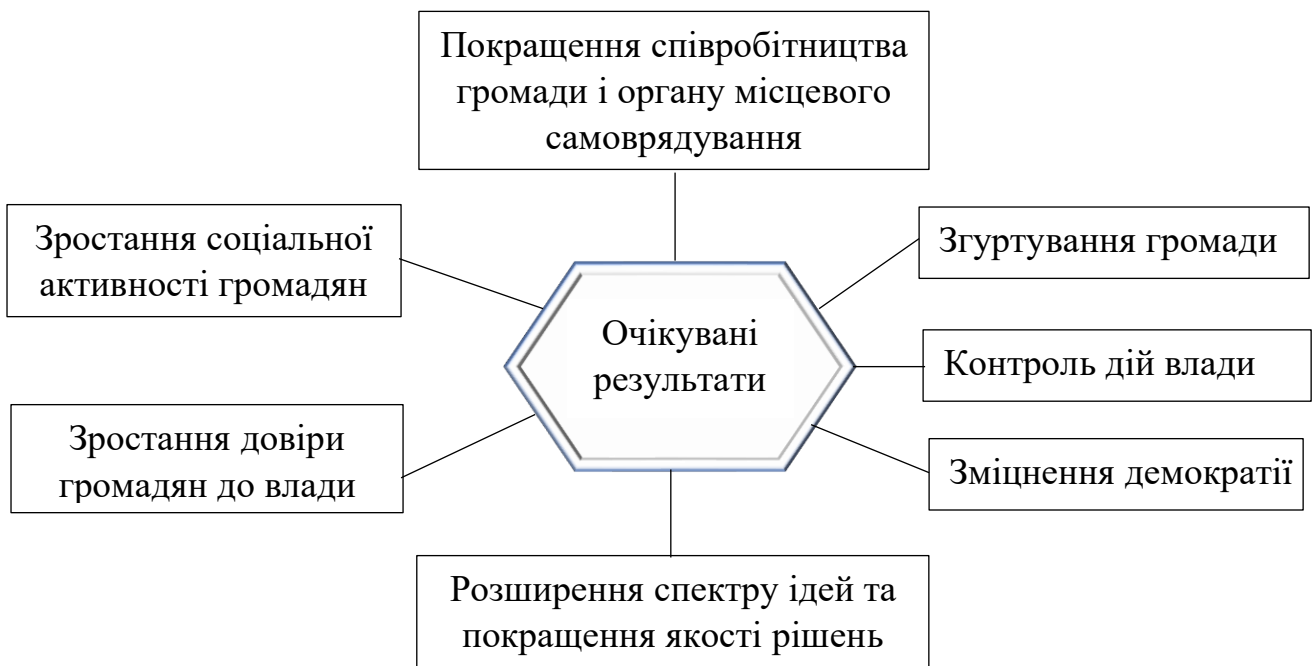 Покращення співробітництва
громади і органу місцевого
самоврядування
Зростання соціальної
активності громадян
Згуртування громади
Очікувані
результати
Контроль дій влади
Зростання довіри
громадян до влади
Зміцнення демократії
Розширення спектру ідей та
покращення якості рішень